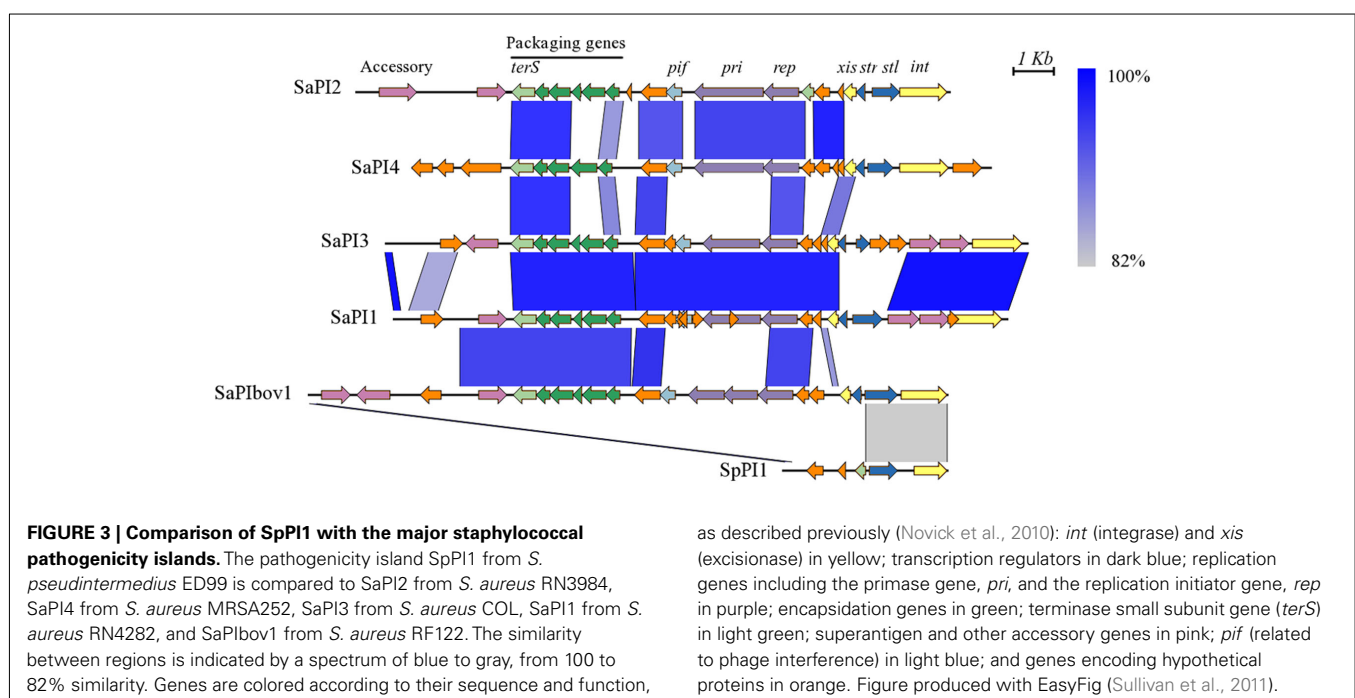 Packaging genes
Accessory terS pif pri rep xis str stl int
1 Kb
SaPI2
100%
SaPI4
SaPI3
82%
SaPI1
SaPIbov1
SpPI1
FIGURE 3 | Comparison of SpPI1 with the major staphylococcal
pathogenicity islands. The pathogenicity island SpPI1 from S.
pseudintermedius ED99 is compared to SaPI2 from S. aureus RN3984,
SaPI4 from S. aureus MRSA252, SaPI3 from S. aureus COL, SaPI1 from S.
aureus RN4282, and SaPIbov1 from S. aureus RF122. The similarity
between regions is indicated by a spectrum of blue to gray, from 100 to
82% similarity. Genes are colored according to their sequence and function,
as described previously (Novick et al., 2010): int (integrase) and xis
(excisionase) in yellow; transcription regulators in dark blue; replication
genes including the primase gene, pri, and the replication initiator gene, rep
in purple; encapsidation genes in green; terminase small subunit gene (terS)
in light green; superantigen and other accessory genes in pink; pif (related
to phage interference) in light blue; and genes encoding hypothetical
proteins in orange. Figure produced with EasyFig (Sullivan et al., 2011).